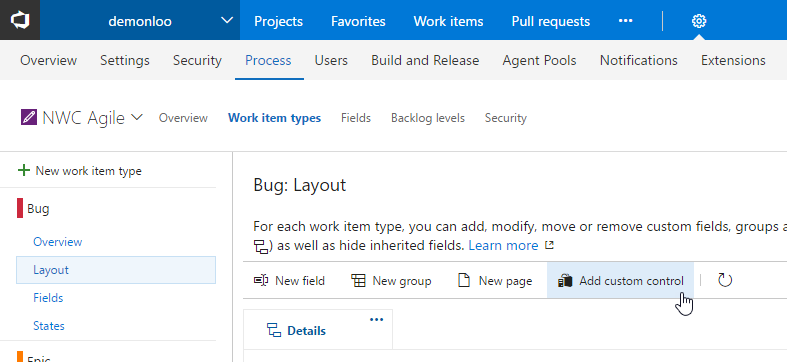 demonloo Projects Favorites Work items Pull requests ...
Overview Settings Security Process Users Build and Release Agent Pools Notifications Extensions
NWC Agile Overview Work item types Fields Backlog levels Security
+ New work item type
Bug
Overview
Layout
Fields
States
Epic
Bug: Layout
For each work item type, you can add, modify, move or remove custom fields, groups a
) as well as hide inherited fields. Learn more
New field New group New page Add custom control
Details ...